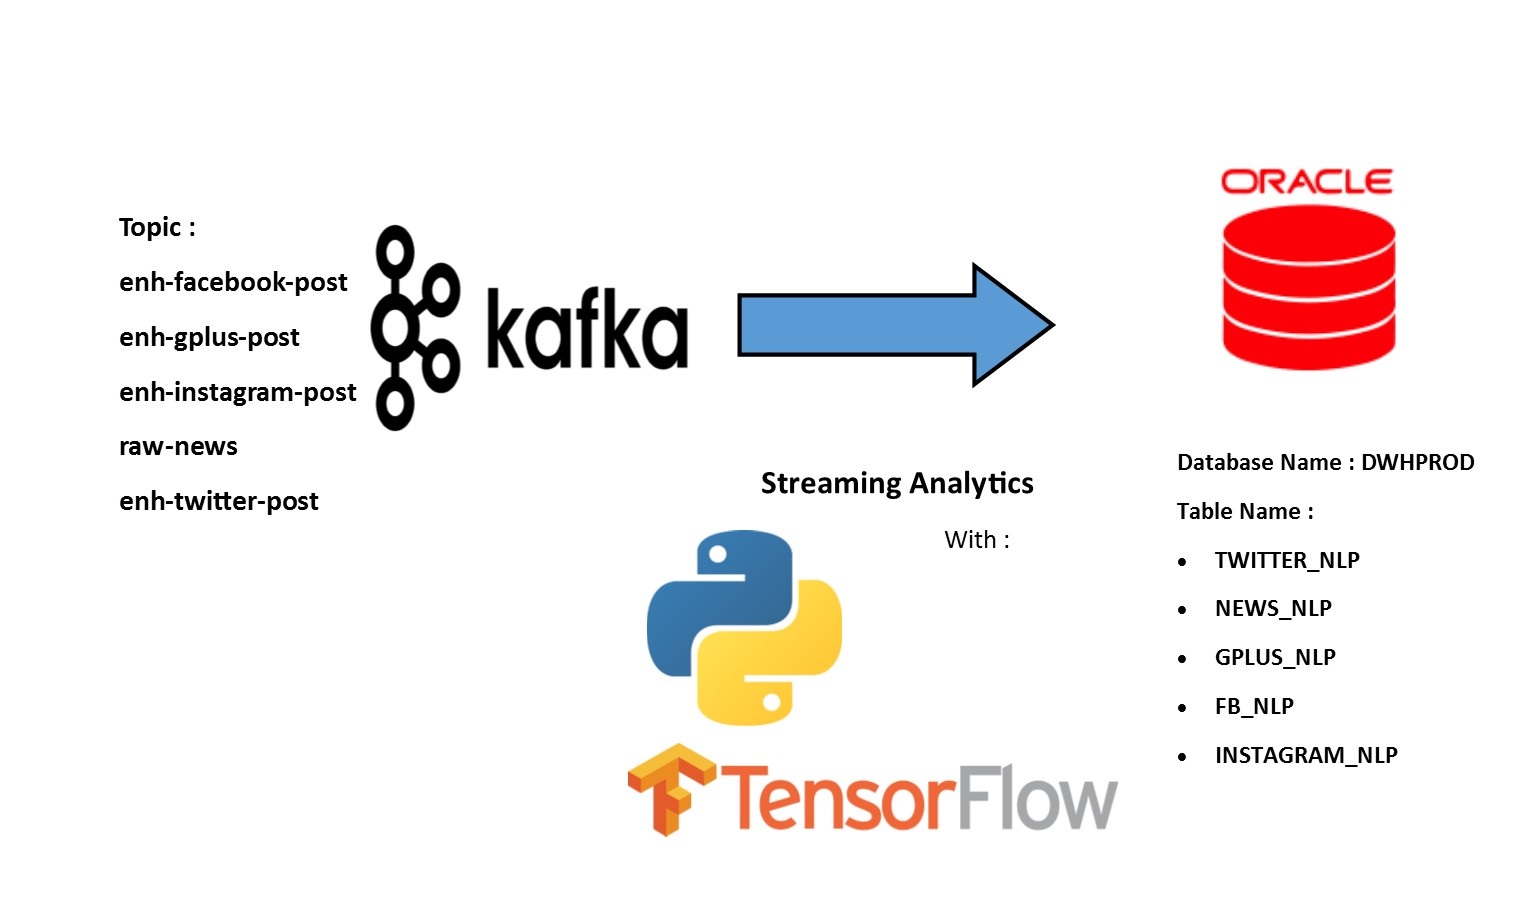 Topic :
enh-facebook-post
enh-gplus-post
enh-instagram-post
raw-news
enh-twitter-post
kafka
Streaming Analytics
With :
TensorFlow
ORACLE
Database Name : DWHPROD
Table Name :
• TWITTER_NLP
• NEWS_NLP
• GPLUS_NLP
• FB_NLP
• INSTAGRAM_NLP